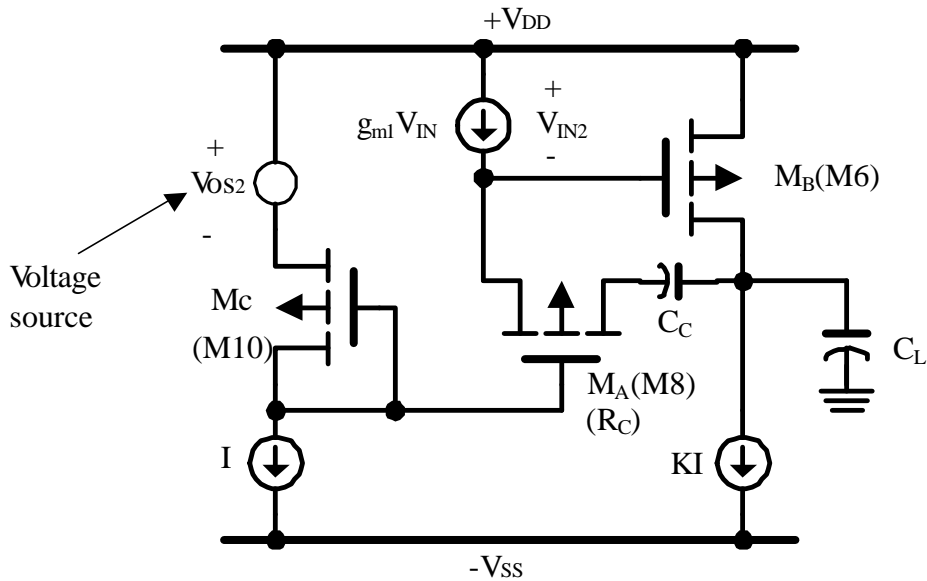 +VDD
+
gm1VIN
VIN2
-
+
VOS2
-
MB(M6)
Voltage
source
Mc
(M10)
CC
CL
MA(M8)
(RC)
I
KI
-VSS